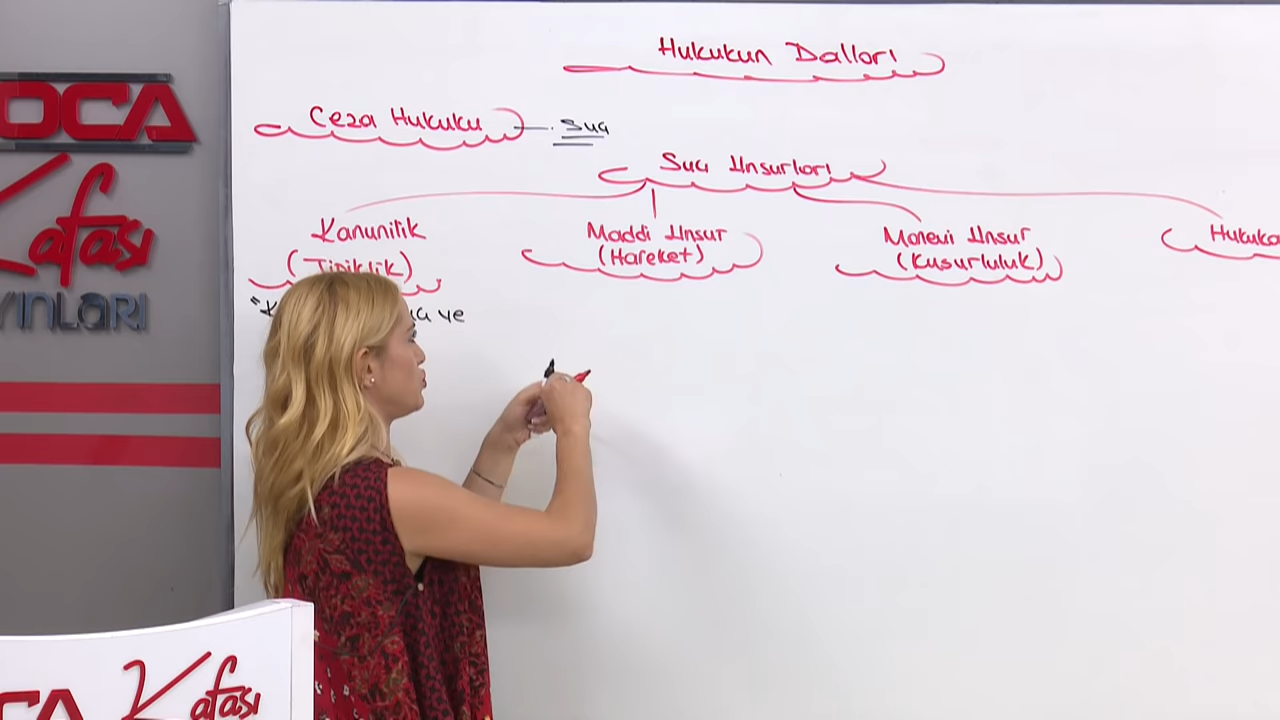 Hukukun Dalları
OCA
Kafası
YINLARI
Ceza Hukuku
Suç
Suç Unsurları
Kanunilik
(Tipiklik)
Maddi Unsur
(Hareket)
Manevi Unsur
(Kusurluluk)
Hukuka
ve
CA
Kafası